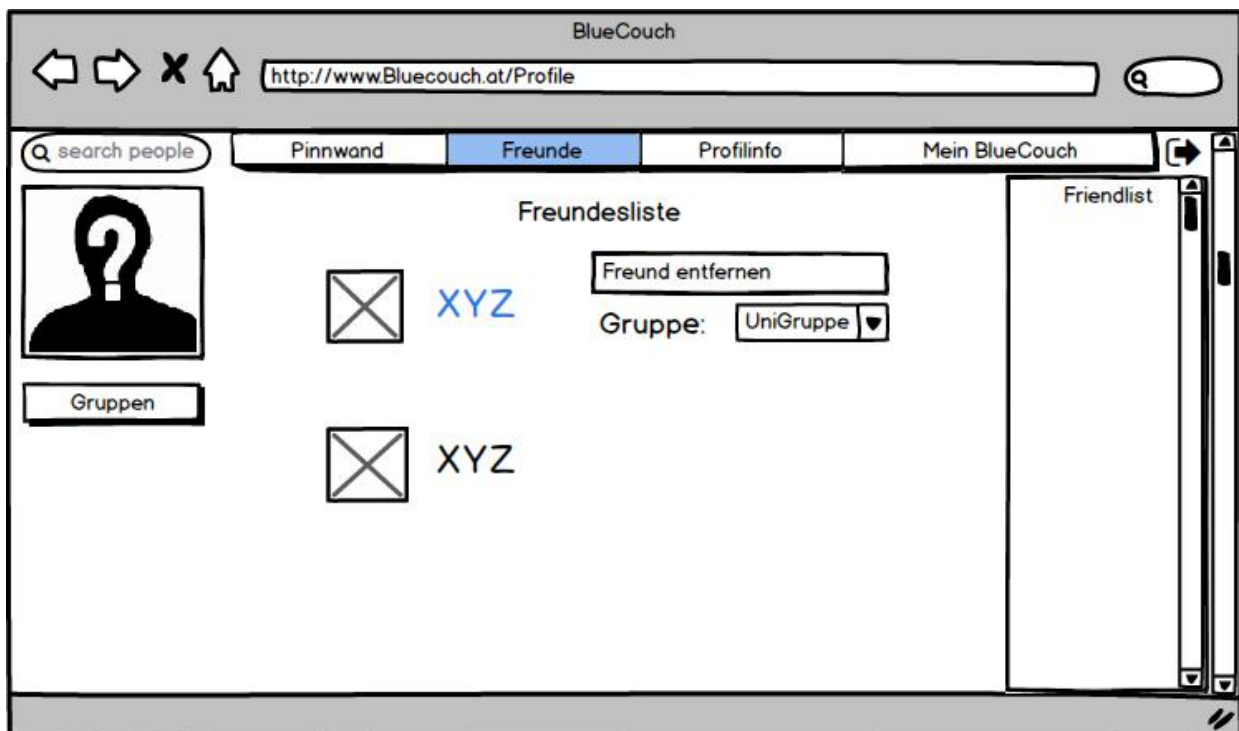 BlueCouch
http://www.Bluecouch.at/Profile
search people
Pinnwand
Freunde
Profilinfo
Mein BlueCouch
Friendlist
Freundesliste
XYZ
Freund entfernen
Gruppe:
UniGruppe
Gruppen
XYZ